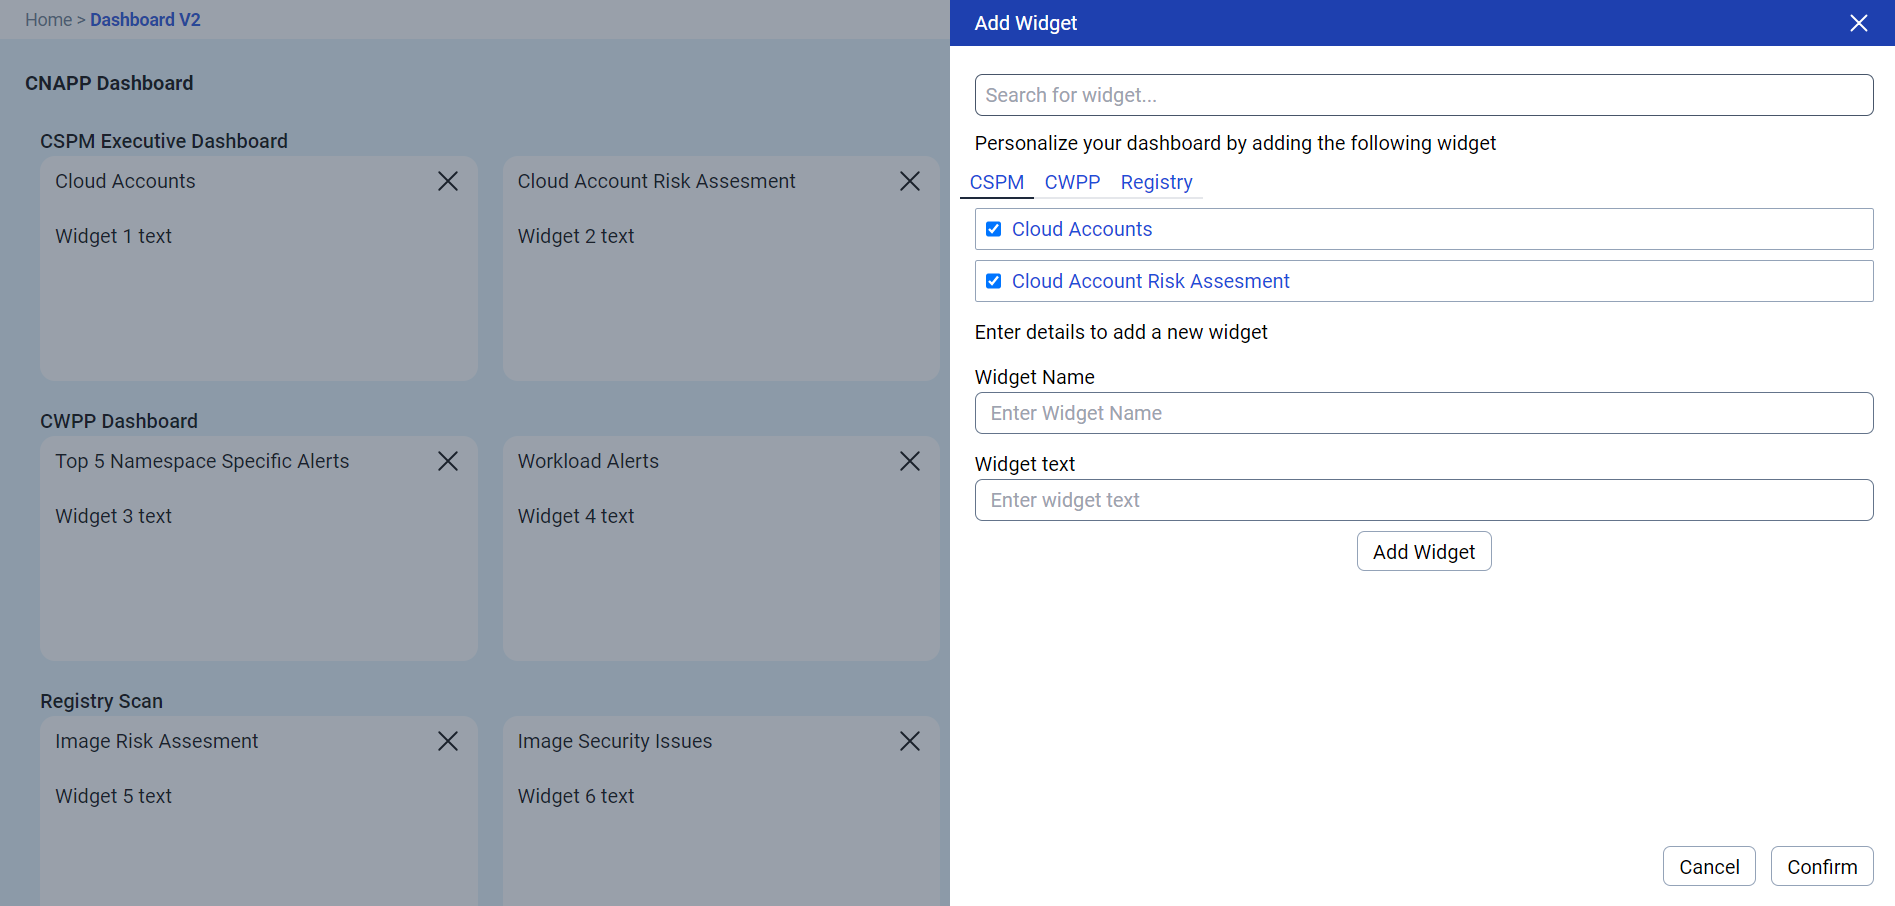 Home > Dashboard V2
CNAPP Dashboard
CSPM Executive Dashboard
Cloud Accounts
Widget 1 text
Cloud Account Risk Assesment
Widget 2 text
CWPP Dashboard
Top 5 Namespace Specific Alerts
Widget 3 text
Workload Alerts
Widget 4 text
Registry Scan
Image Risk Assesment
Widget 5 text
Image Security Issues
Widget 6 text
Add Widget
Search for widget...
Personalize your dashboard by adding the following widget
CSPM CWPP Registry
Cloud Accounts
Cloud Account Risk Assesment
Enter details to add a new widget
Widget Name
Enter Widget Name
Widget text
Enter widget text
Add Widget
Cancel Confirm